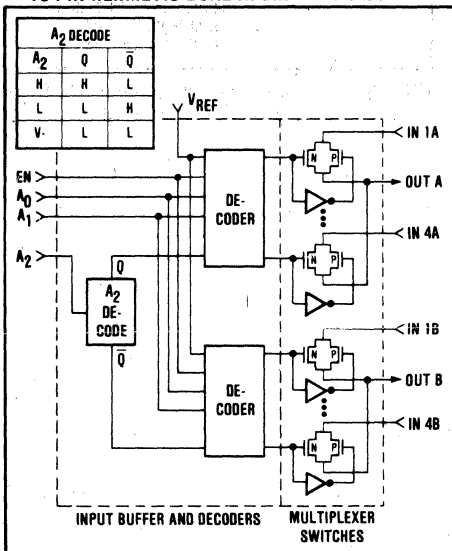 A2 DECODE
A2 Q Q̅
H H L
L L H
V- L L
VREF
EN
A0
A1
A2
Q
A2
DE-
CODE
Q̅
DE-
CODER
DE-
CODER
N P
IN 1A
OUT A
IN 4A
N P
IN 1B
N P
OUT B
IN 4B
N P
INPUT BUFFER AND DECODERS
MULTIPLEXER
SWITCHES